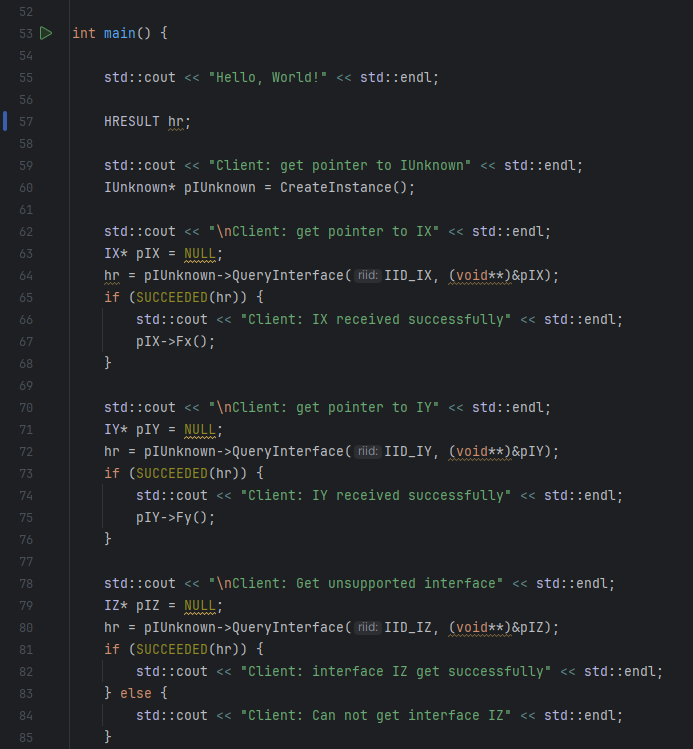 52
53 int main() {
54
55 std::cout << "Hello, World!" << std::endl;
56
57 HRESULT hr;
58
59 std::cout << "Client: get pointer to IUnknown" << std::endl;
60 IUnknown* pIUnknown = CreateInstance();
61
62 std::cout << "\nClient: get pointer to IX" << std::endl;
63 IX* pIX = NULL;
64 hr = pIUnknown->QueryInterface( riid: IID_IX, (void**)&pIX);
65 if (SUCCEEDED(hr)) {
66 std::cout << "Client: IX received successfully" << std::endl;
67 pIX->Fx();
68 }
69
70 std::cout << "\nClient: get pointer to IY" << std::endl;
71 IY* pIY = NULL;
72 hr = pIUnknown->QueryInterface( riid: IID_IY, (void**)&pIY);
73 if (SUCCEEDED(hr)) {
74 std::cout << "Client: IY received successfully" << std::endl;
75 pIY->Fy();
76 }
77
78 std::cout << "\nClient: Get unsupported interface" << std::endl;
79 IZ* pIZ = NULL;
80 hr = pIUnknown->QueryInterface( riid: IID_IZ, (void**)&pIZ);
81 if (SUCCEEDED(hr)) {
82 std::cout << "Client: interface IZ get successfully" << std::endl;
83 } else {
84 std::cout << "Client: Can not get interface IZ" << std::endl;
85 }